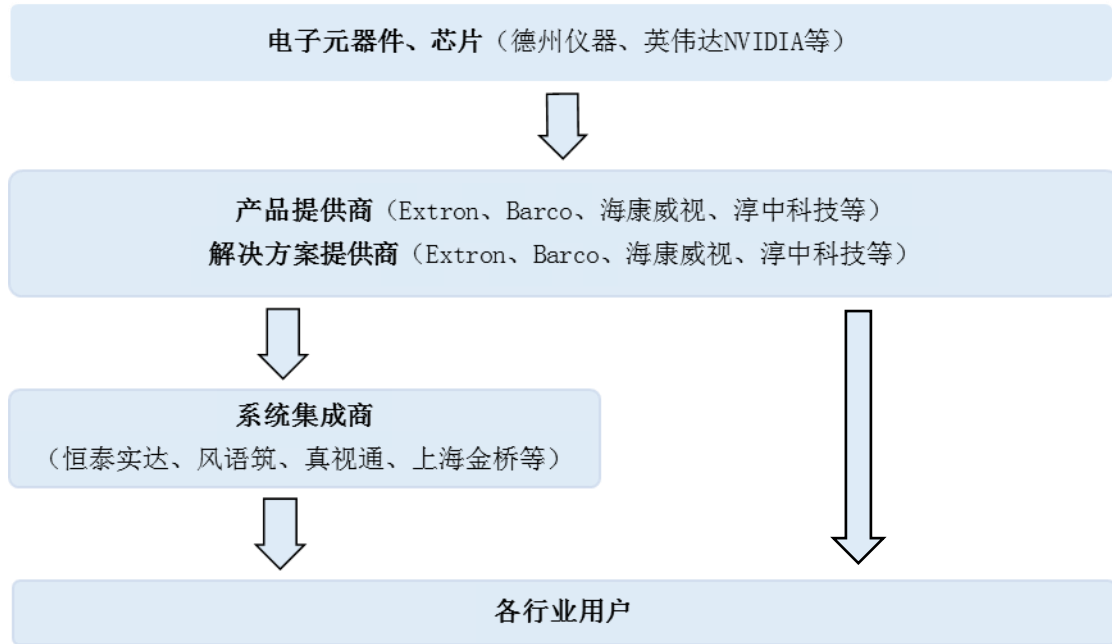 电子元器件、芯片（德州仪器、英伟达NVIDIA等）
产品提供商（Extron、Barco、海康威视、淳中科技等）
解决方案提供商（Extron、Barco、海康威视、淳中科技等）
系统集成商
（恒泰实达、风语筑、真视通、上海金桥等）
各行业用户